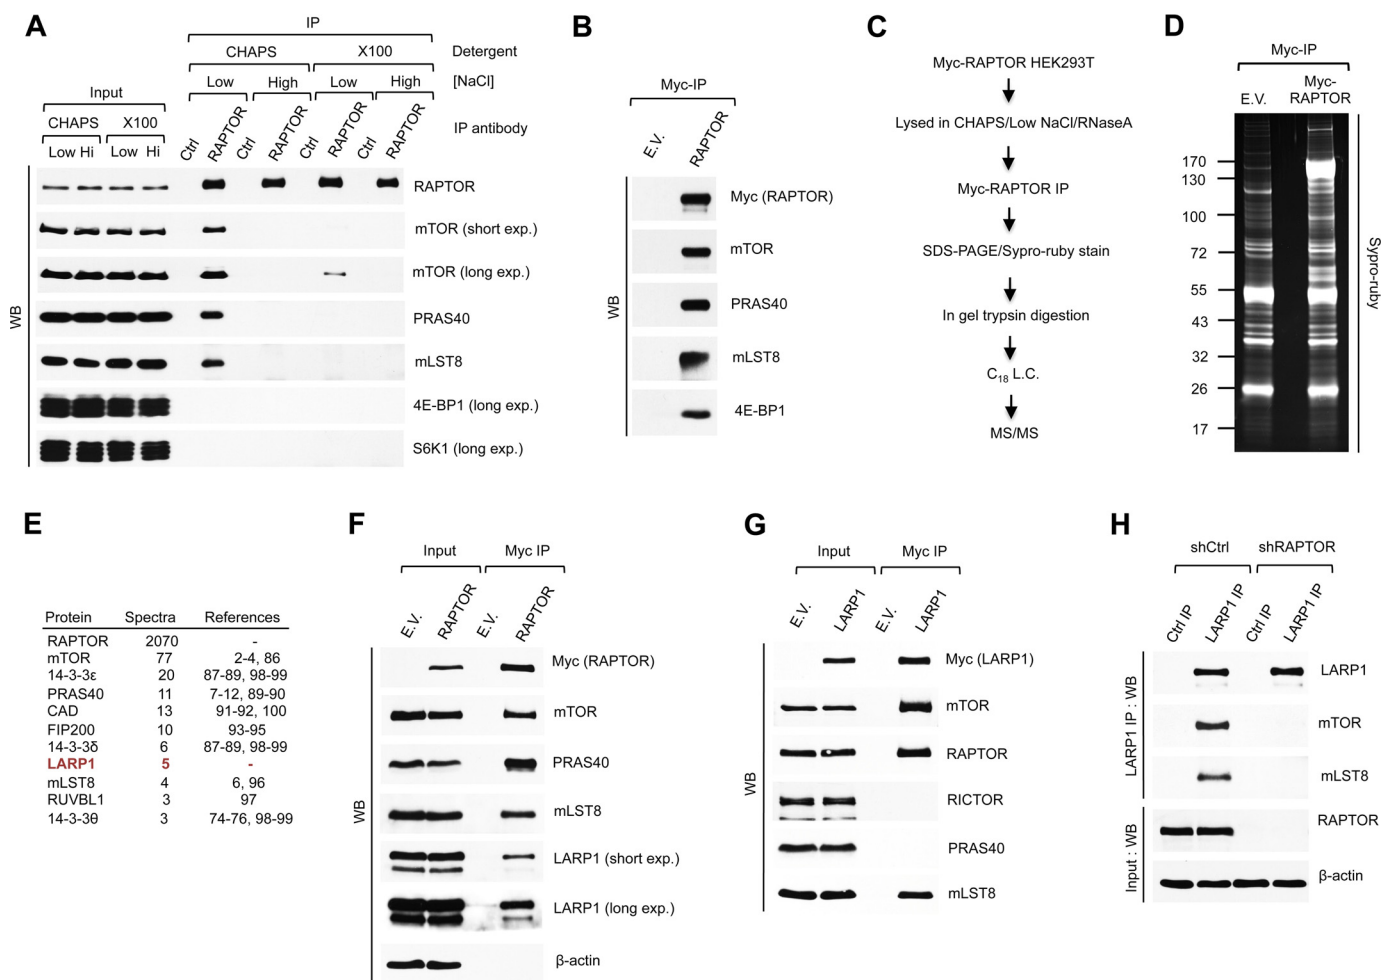 A
IP
CHAPS X100 Detergent
Low High Low High [NaCl]
Input
CHAPS X100
Low Hi Low Hi
Ctrl RAPTOR Ctrl RAPTOR Ctrl RAPTOR Ctrl RAPTOR IP antibody
WB
RAPTOR
mTOR (short exp.)
mTOR (long exp.)
PRAS40
mLST8
4E-BP1 (long exp.)
S6K1 (long exp.)
B
Myc-IP
E.V. RAPTOR
WB
Myc (RAPTOR)
mTOR
PRAS40
mLST8
4E-BP1
C
Myc-RAPTOR HEK293T
Lysed in CHAPS/Low NaCl/RNaseA
Myc-RAPTOR IP
SDS-PAGE/Sypro-ruby stain
In gel trypsin digestion
C18 L.C.
MS/MS
D
Myc-IP
E.V. Myc-
RAPTOR
170
130
100
72
55
43
32
26
17
Sypro-ruby
E
Protein Spectra References
RAPTOR 2070 -
mTOR 77 2-4, 86
14-3-3ε 20 87-89, 98-99
PRAS40 11 7-12, 89-90
CAD 13 91-92, 100
FIP200 10 93-95
14-3-3δ 6 87-89, 98-99
LARP1 5 -
mLST8 4 6, 96
RUVBL1 3 97
14-3-3θ 3 74-76, 98-99
F
Input Myc IP
E.V. RAPTOR E.V. RAPTOR
WB
Myc (RAPTOR)
mTOR
PRAS40
mLST8
LARP1 (short exp.)
LARP1 (long exp.)
β-actin
G
Input Myc IP
E.V. LARP1 E.V. LARP1
WB
Myc (LARP1)
mTOR
RAPTOR
RICTOR
PRAS40
mLST8
H
shCtrl shRAPTOR
Ctrl IP LARP1 IP Ctrl IP LARP1 IP
LARP1 IP : WB
LARP1
mTOR
mLST8
Input : WB
RAPTOR
β-actin